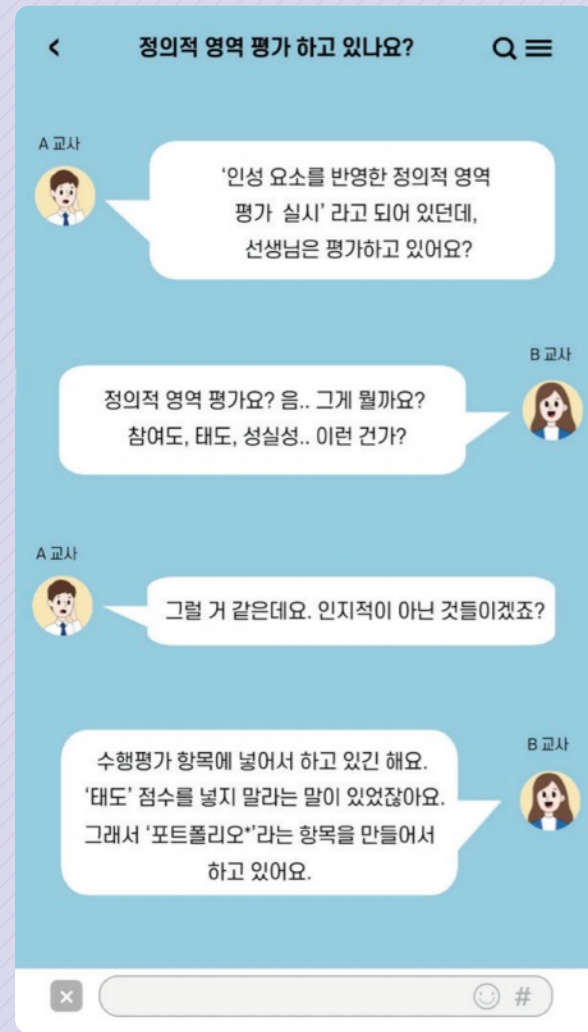 정의적 영역 평가 하고 있나요?
A 교사
'인성 요소를 반영한 정의적 영역
평가 실시' 라고 되어 있던데,
선생님은 평가하고 있어요?
B 교사
정의적 영역 평가요? 음.. 그게 뭘까요?
참여도, 태도, 성실성.. 이런 건가?
A 교사
그럴 거 같은데요. 인지적이 아닌 것들이겠죠?
B 교사
수행평가 항목에 넣어서 하고 있긴 해요.
'태도' 점수를 넣지 말라는 말이 있었잖아요.
그래서 '포트폴리오*'라는 항목을 만들어서
하고 있어요.
#